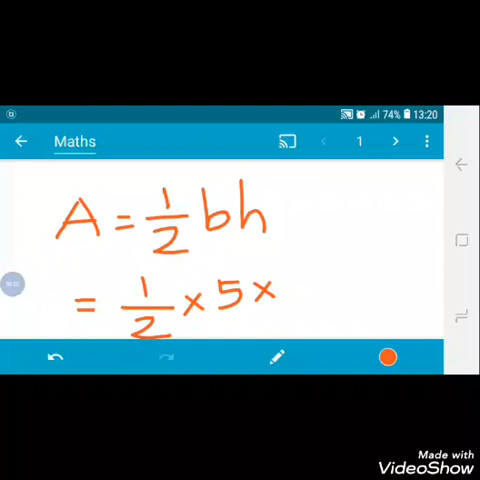 74% 13:20
Maths
1
A = 1/2 bh
= 1/2 × 5 ×
Made with
VideoShow